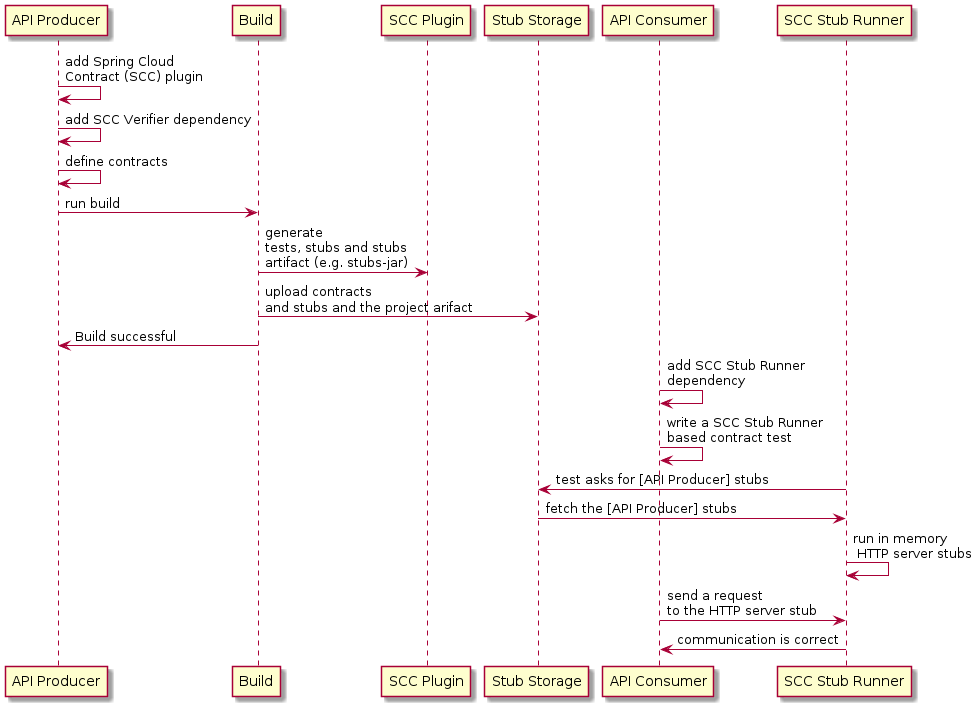 API Producer
Build
SCC Plugin
Stub Storage
API Consumer
SCC Stub Runner
add Spring Cloud
Contract (SCC) plugin
add SCC Verifier dependency
define contracts
run build
generate
tests, stubs and stubs
artifact (e.g. stubs-jar)
upload contracts
and stubs and the project arifact
Build successful
add SCC Stub Runner
dependency
write a SCC Stub Runner
based contract test
test asks for [API Producer] stubs
fetch the [API Producer] stubs
run in memory
HTTP server stubs
send a request
to the HTTP server stub
communication is correct
API Producer
Build
SCC Plugin
Stub Storage
API Consumer
SCC Stub Runner